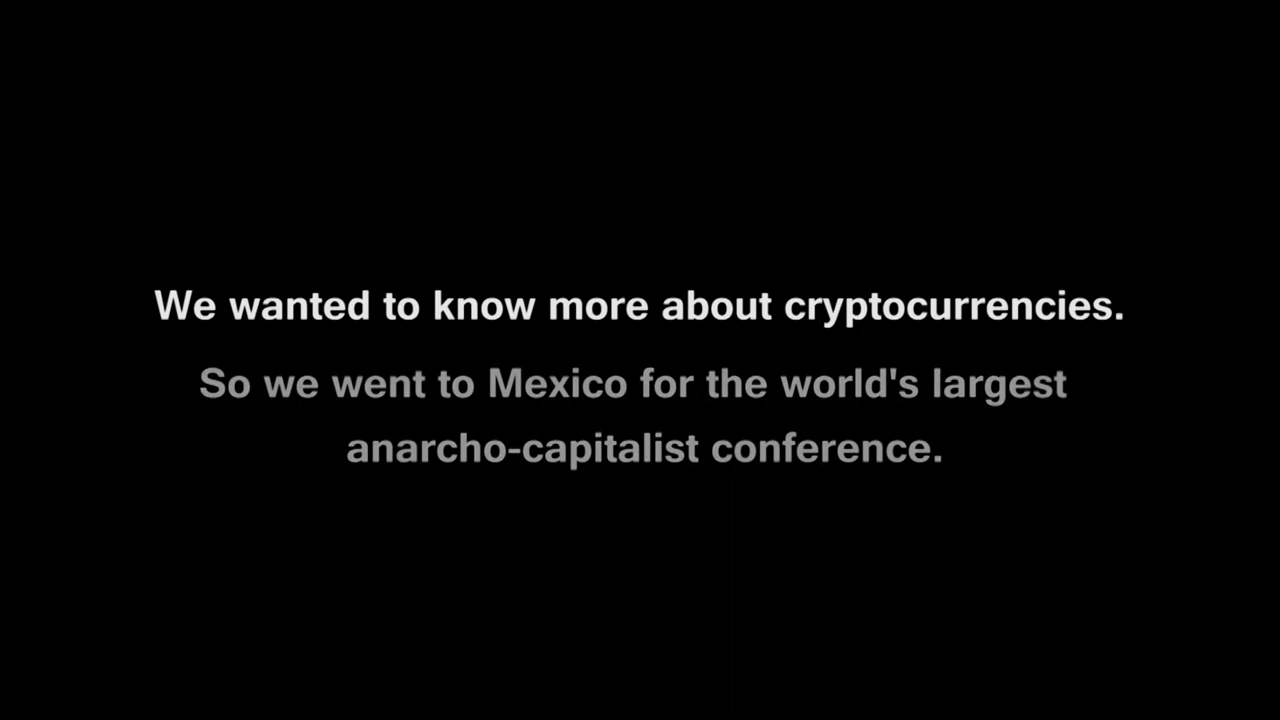 We wanted to know more about cryptocurrencies.
So we went to Mexico for the world's largest
anarcho-capitalist conference.